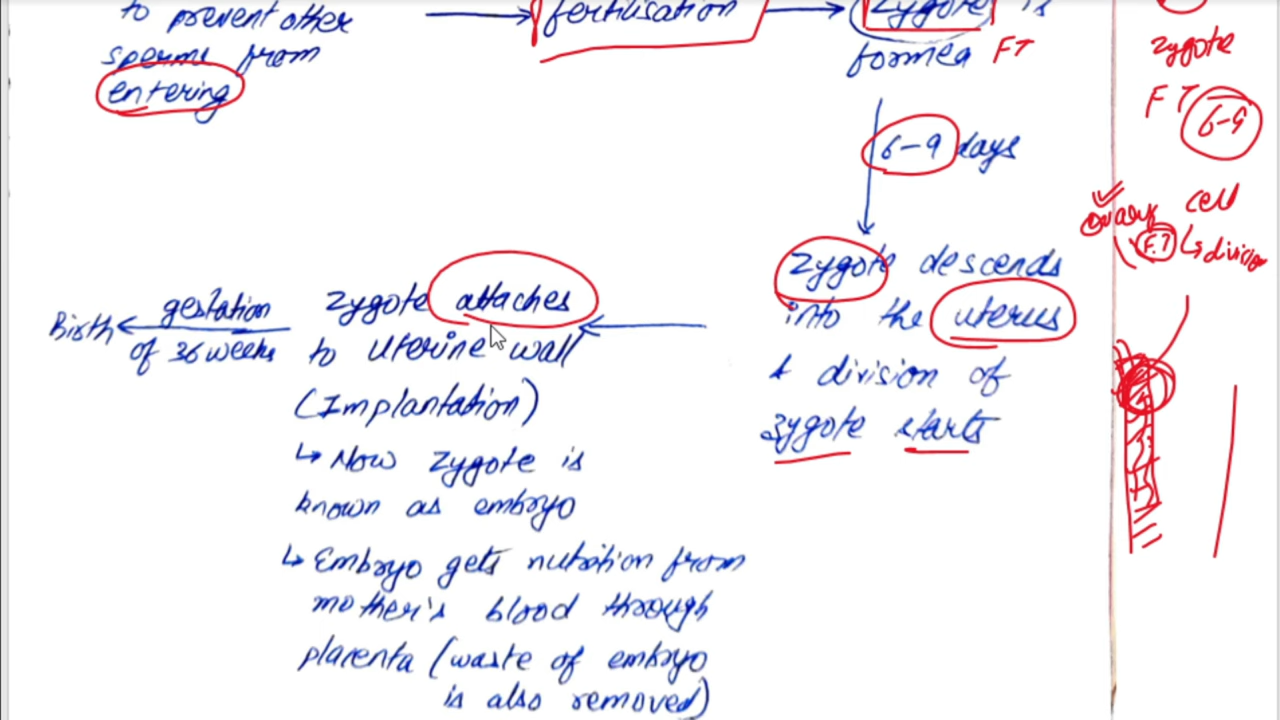 to prevent other
sperms from
entering
fertilisation
(Zygote) is
formed FT
6-9 days
Zygote descends
into the uterus
& division of
zygote starts
Zygote attaches
to uterine wall
(Implantation)
↳ Now zygote is
known as embryo
↳ Embryo gets nutrition from
mother's blood through
placenta (waste of embryo
is also removed)
gestation
of 36 weeks
Birth
zygote
FT 6-9
ovary cell
F.T ↳ division